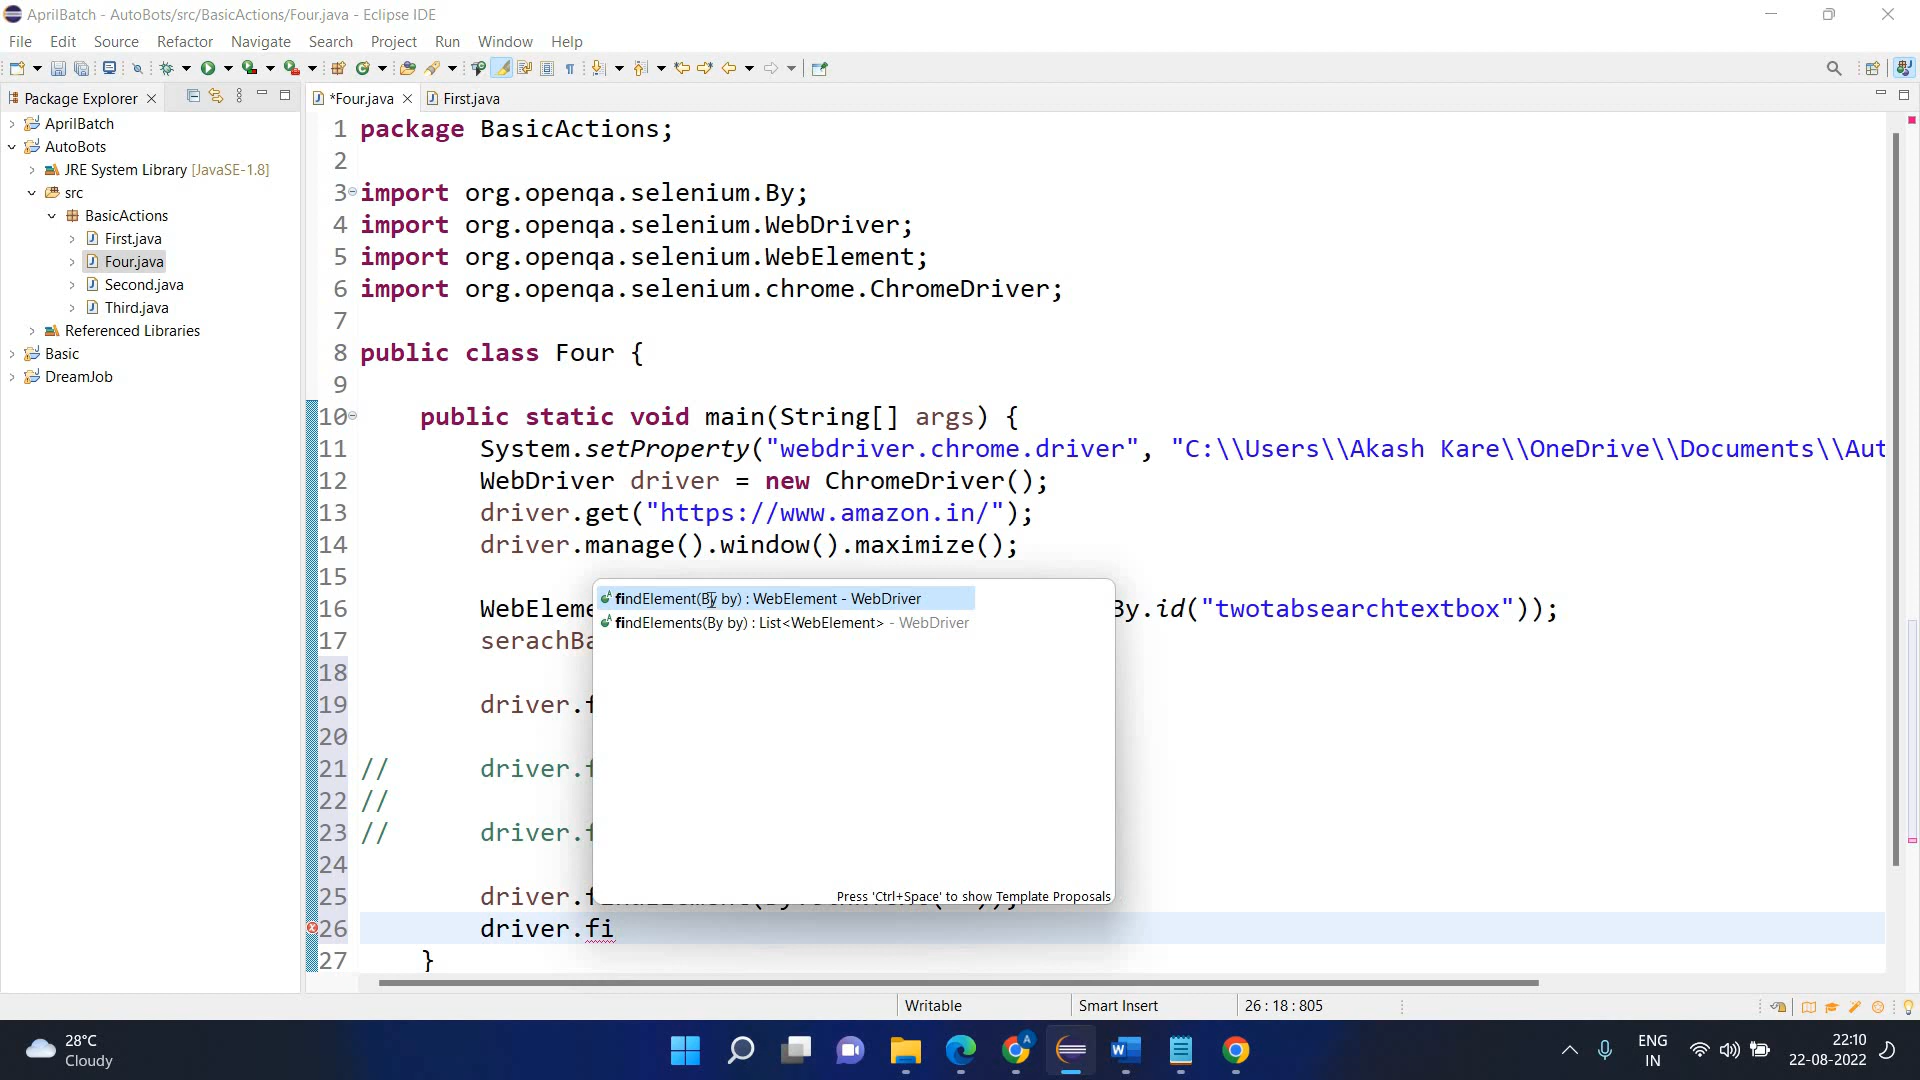 AprilBatch - AutoBots/src/BasicActions/Four.java - Eclipse IDE
File Edit Source Refactor Navigate Search Project Run Window Help
Package Explorer
*Four.java
First.java
AprilBatch
AutoBots
JRE System Library [JavaSE-1.8]
src
BasicActions
First.java
Four.java
Second.java
Third.java
Referenced Libraries
Basic
DreamJob
1 package BasicActions;
2
3 import org.openqa.selenium.By;
4 import org.openqa.selenium.WebDriver;
5 import org.openqa.selenium.WebElement;
6 import org.openqa.selenium.chrome.ChromeDriver;
7
8 public class Four {
9
10 public static void main(String[] args) {
11 System.setProperty("webdriver.chrome.driver", "C:\\Users\\Akash Kare\\OneDrive\\Documents\\Aut
12 WebDriver driver = new ChromeDriver();
13 driver.get("https://www.amazon.in/");
14 driver.manage().window().maximize();
15
16 WebEleme By.id("twotabsearchtextbox"));
17 serachBa
18
19 driver.f
20
21 // driver.f
22 //
23 // driver.f
24
25 driver.f
26 driver.fi
27 }
findElement(By by) : WebElement - WebDriver
findElements(By by) : List<WebElement> - WebDriver
Press 'Ctrl+Space' to show Template Proposals
Writable
Smart Insert
26 : 18 : 805
28°C
Cloudy
ENG
IN
22:10
22-08-2022